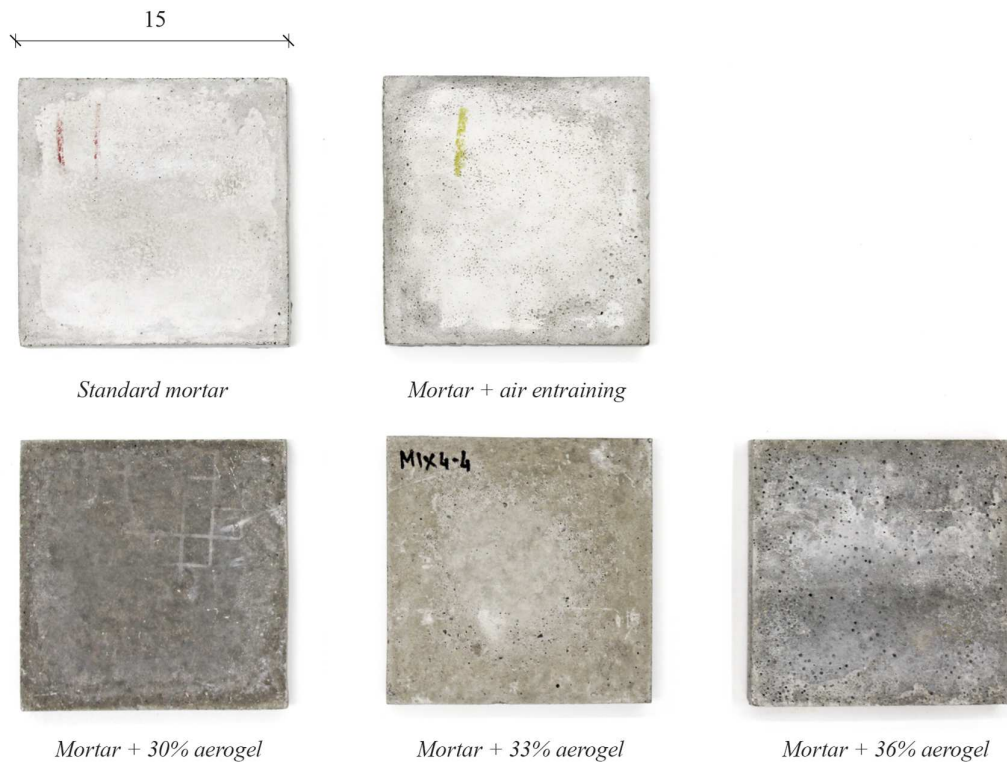 15
Standard mortar
Mortar + air entraining
MIX4-4
Mortar + 30% aerogel
Mortar + 33% aerogel
Mortar + 36% aerogel